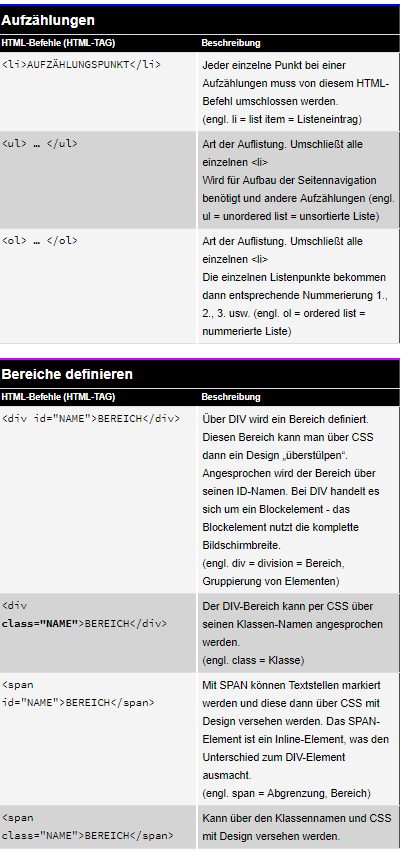 Aufzählungen
HTML-Befehle (HTML-TAG) Beschreibung
<li>AUFZÄHLUNGSPUNKT</li>
Jeder einzelne Punkt bei einer
Aufzählungen muss von diesem HTML-
Befehl umschlossen werden.
(engl. li = list item = Listeneintrag)
<ul> … </ul>
Art der Auflistung. Umschließt alle
einzelnen <li>
Wird für Aufbau der Seitennavigation
benötigt und andere Aufzählungen (engl.
ul = unordered list = unsortierte Liste)
<ol> … </ol>
Art der Auflistung. Umschließt alle
einzelnen <li>
Die einzelnen Listenpunkte bekommen
dann entsprechende Nummerierung 1.,
2., 3. usw. (engl. ol = ordered list =
nummerierte Liste)
Bereiche definieren
HTML-Befehle (HTML-TAG) Beschreibung
<div id="NAME">BEREICH</div>
Über DIV wird ein Bereich definiert.
Diesen Bereich kann man über CSS
dann ein Design „überstülpen“.
Angesprochen wird der Bereich über
seinen ID-Namen. Bei DIV handelt es
sich um ein Blockelement - das
Blockelement nutzt die komplette
Bildschirmbreite.
(engl. div = division = Bereich,
Gruppierung von Elementen)
<div
class="NAME">BEREICH</div>
Der DIV-Bereich kann per CSS über
seinen Klassen-Namen angesprochen
werden.
(engl. class = Klasse)
<span
id="NAME">BEREICH</span>
Mit SPAN können Textstellen markiert
werden und diese dann über CSS mit
Design versehen werden. Das SPAN-
Element ist ein Inline-Element, was den
Unterschied zum DIV-Element
ausmacht.
(engl. span = Abgrenzung, Bereich)
<span
class="NAME">BEREICH</span>
Kann über den Klassennamen und CSS
mit Design versehen werden.